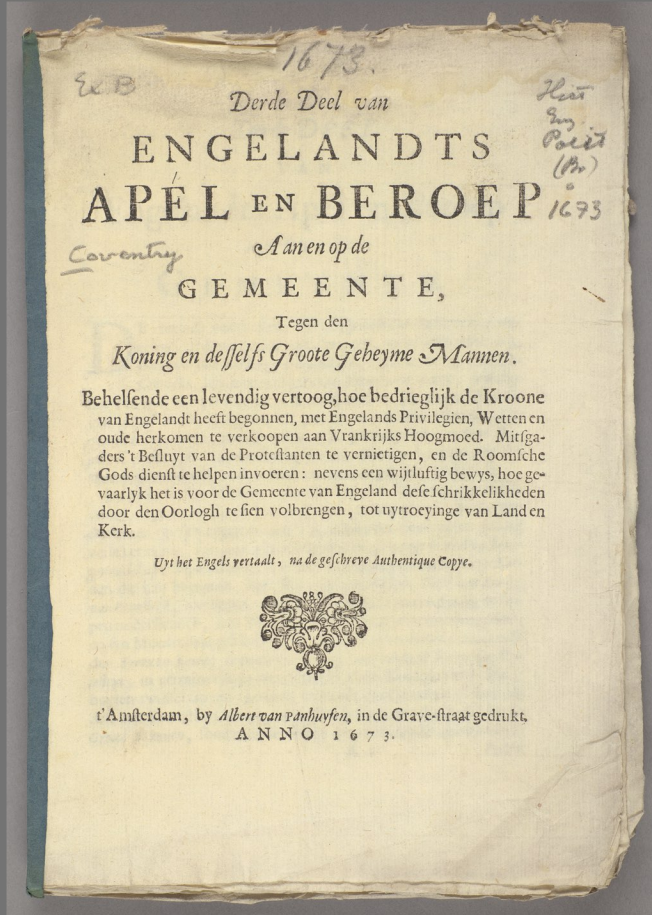 1673.
Ex B
Derde Deel van
Hist
Eng
Polit
(Br)
1673
ENGELANDTS
APÉL EN BEROEP
Aan en op de
Coventry
GEMEENTE,
Tegen den
Koning en deſſelfs Groote Geheyme Mannen.
Behelſende een levendig vertoog, hoe bedrieglijk de Kroone
van Engelandt heeft begonnen, met Engelands Privilegien, Wetten en
oude herkomen te verkoopen aan Vrankrijks Hoogmoed. Mitſga-
ders 't Beſluyt van de Proteſtanten te vernietigen, en de Roomſche
Gods dienſt te helpen invoeren: nevens een wijtluftig bewys, hoe ge-
vaarlyk het is voor de Gemeente van Engeland deſe ſchrikkelikheden
door den Oorlogh te ſien volbrengen, tot uytroeyinge van Land en
Kerk.
Uyt het Engels vertaalt, na de geſchreve Authentique Copye.
t'Amſterdam, by Albert van Panhuyſen, in de Grave-ſtraat gedrukt.
ANNO 1673.